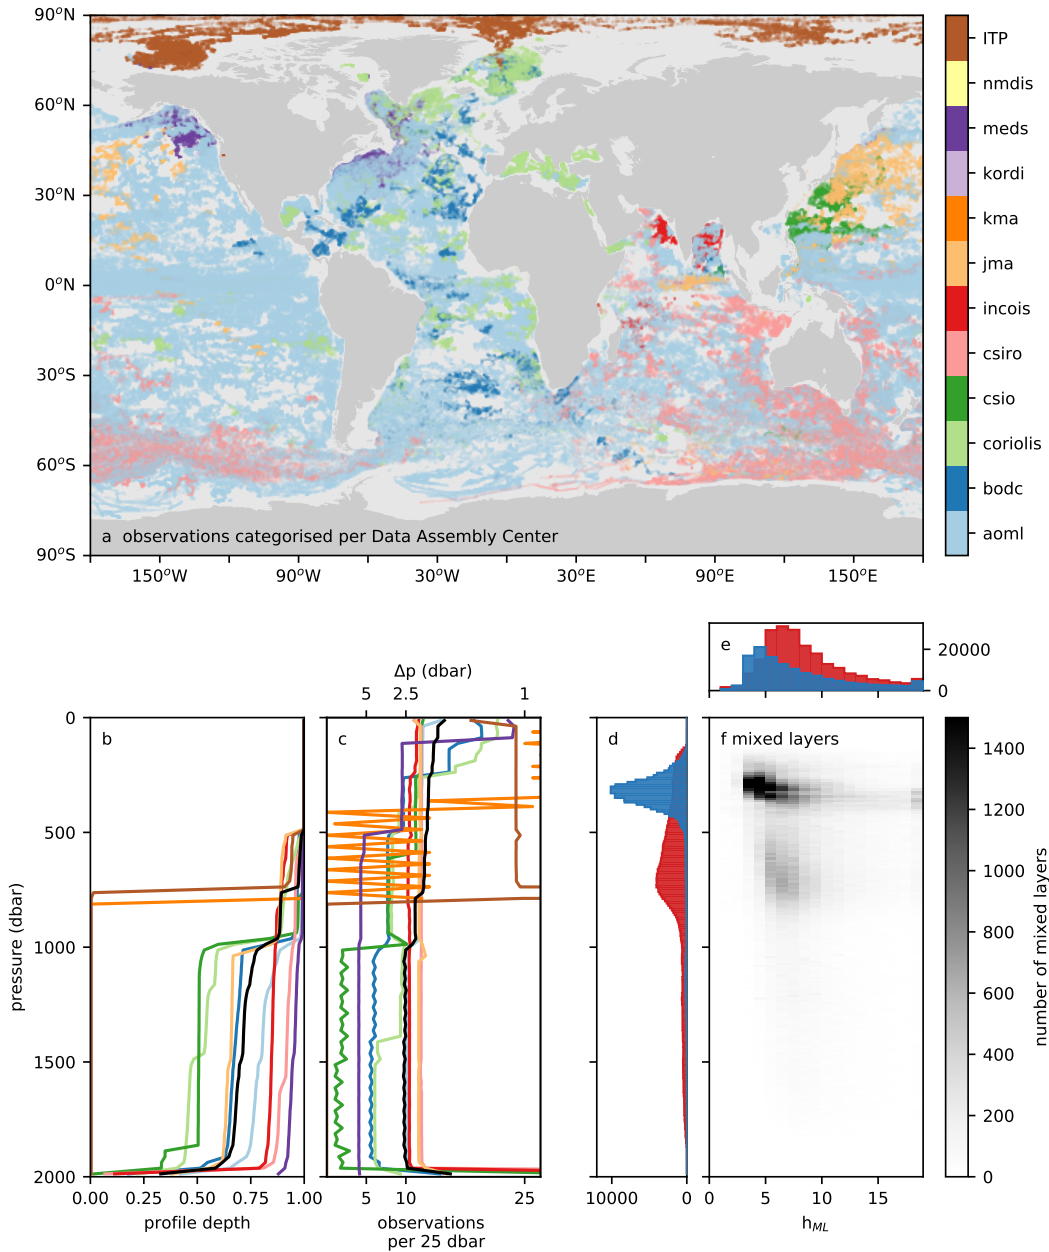 90°N
60°N
30°N
0°N
30°S
60°S
90°S
a observations categorised per Data Assembly Center
150°W
90°W
30°W
30°E
90°E
150°E
ITP
nmdis
meds
kordi
kma
jma
incois
csiro
csio
coriolis
bodc
aoml
e
20000
0
Δp (dbar)
5
2.5
1
b
c
d
f mixed layers
0
500
1000
1500
2000
pressure (dbar)
0.00
0.25
0.50
0.75
1.00
profile depth
5
10
25
observations
per 25 dbar
10000
0
0
5
10
15
h_ML
1400
1200
1000
800
600
400
200
0
number of mixed layers